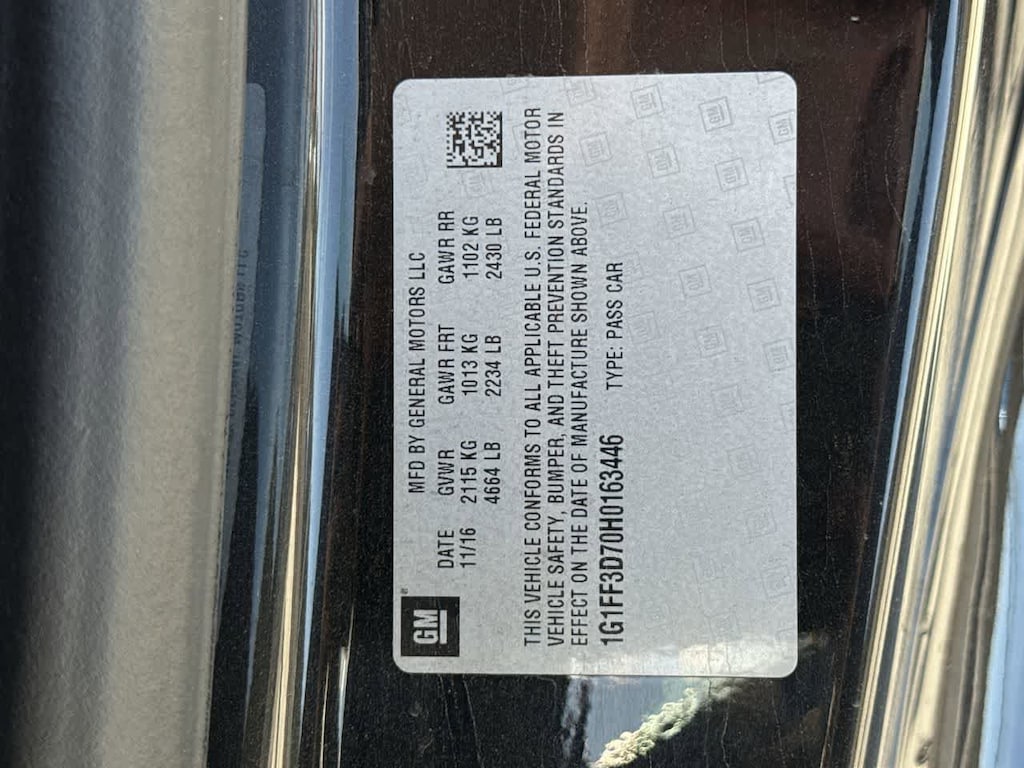 GM
MFD BY GENERAL MOTORS LLC
DATE GVWR GAWR FRT GAWR RR
11/16 2115 KG 1013 KG 1102 KG
4664 LB 2234 LB 2430 LB
THIS VEHICLE CONFORMS TO ALL APPLICABLE U.S. FEDERAL MOTOR
VEHICLE SAFETY, BUMPER, AND THEFT PREVENTION STANDARDS IN
EFFECT ON THE DATE OF MANUFACTURE SHOWN ABOVE.
1G1FF3D70H0163446 TYPE: PASS CAR